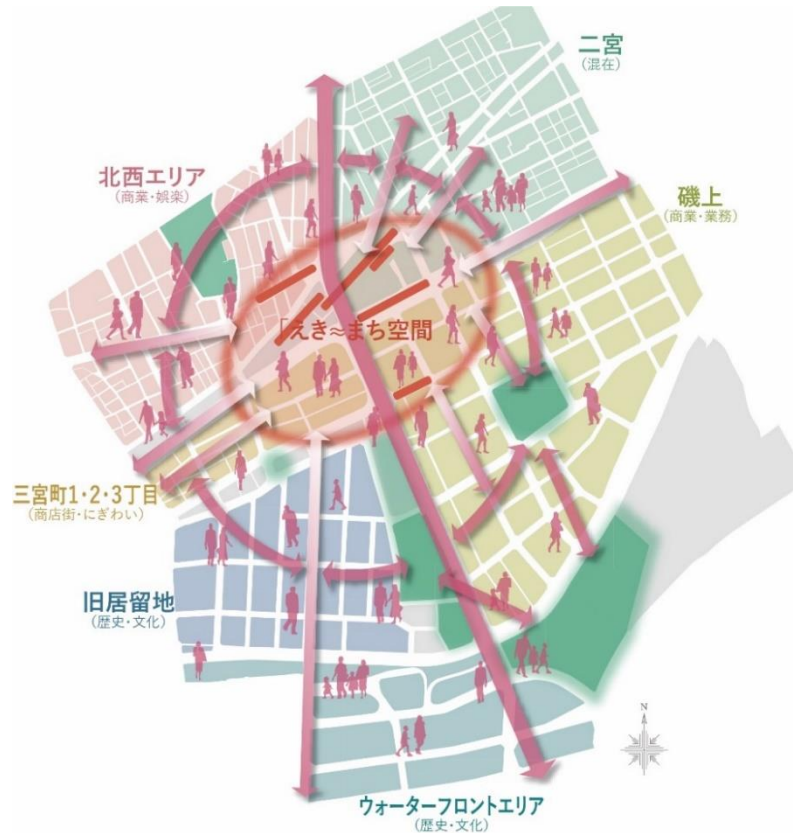 二宮
(混在)
北西エリア
(商業・娯楽)
磯上
(商業・業務)
「えき≈まち空間
三宮町1・2・3丁目
(商店街・にぎわい)
旧居留地
(歴史・文化)
N
ウォーターフロントエリア
(歴史・文化)